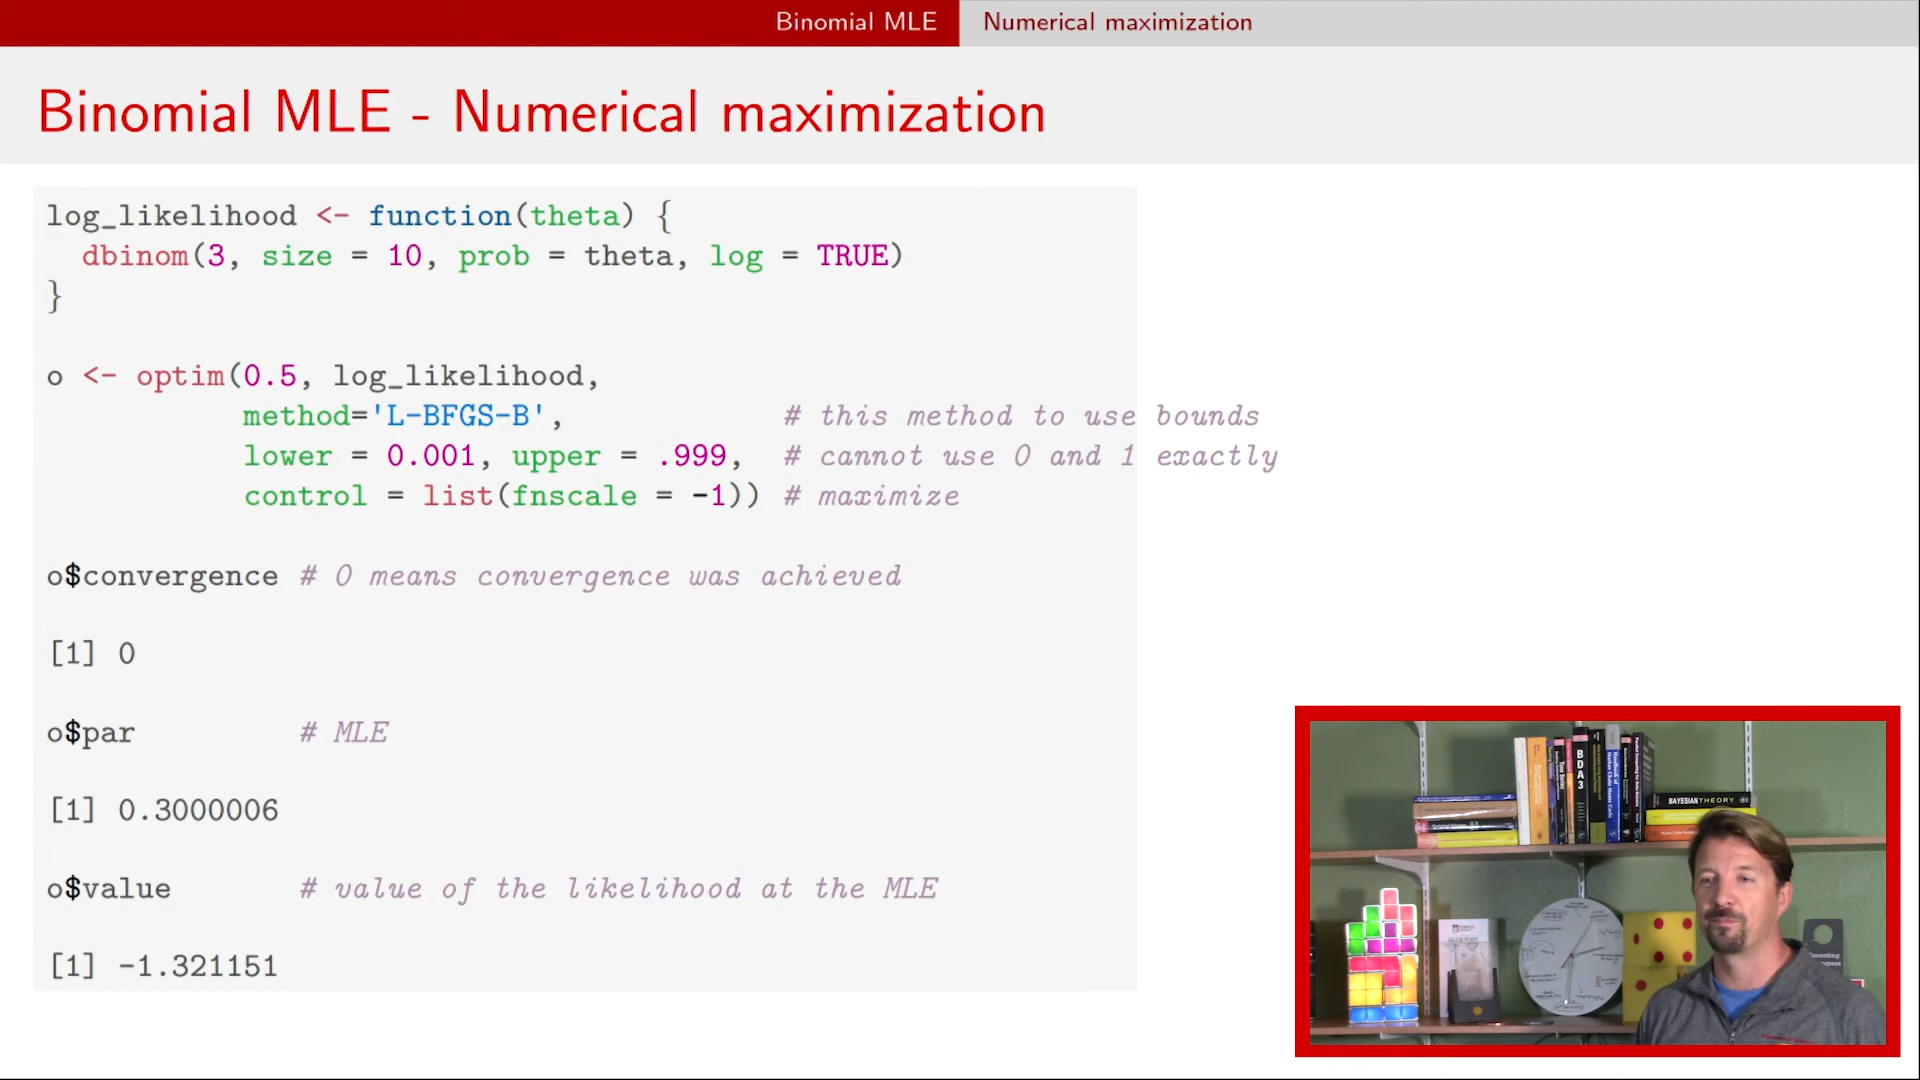 Binomial MLE Numerical maximization
Binomial MLE - Numerical maximization
log_likelihood <- function(theta) {
  dbinom(3, size = 10, prob = theta, log = TRUE)
}
o <- optim(0.5, log_likelihood,
           method='L-BFGS-B',            # this method to use bounds
           lower = 0.001, upper = .999,  # cannot use 0 and 1 exactly
           control = list(fnscale = -1)) # maximize
o$convergence # 0 means convergence was achieved
[1] 0
o$par         # MLE
[1] 0.3000006
o$value       # value of the likelihood at the MLE
[1] -1.321151
BDA3
BAYESIAN THEORY
Recording